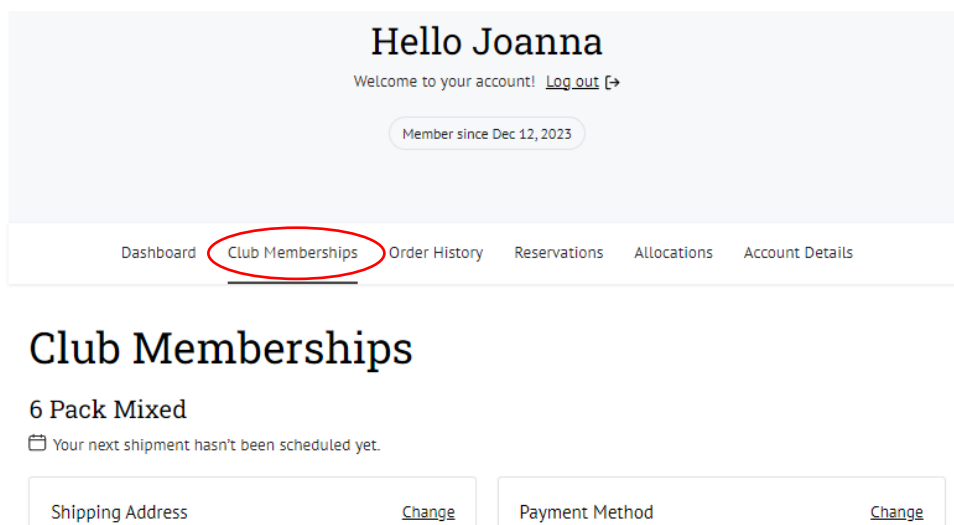 Hello Joanna
Welcome to your account! Log out
Member since Dec 12, 2023
Dashboard Club Memberships Order History Reservations Allocations Account Details
Club Memberships
6 Pack Mixed
Your next shipment hasn't been scheduled yet.
Shipping Address Change
Payment Method Change